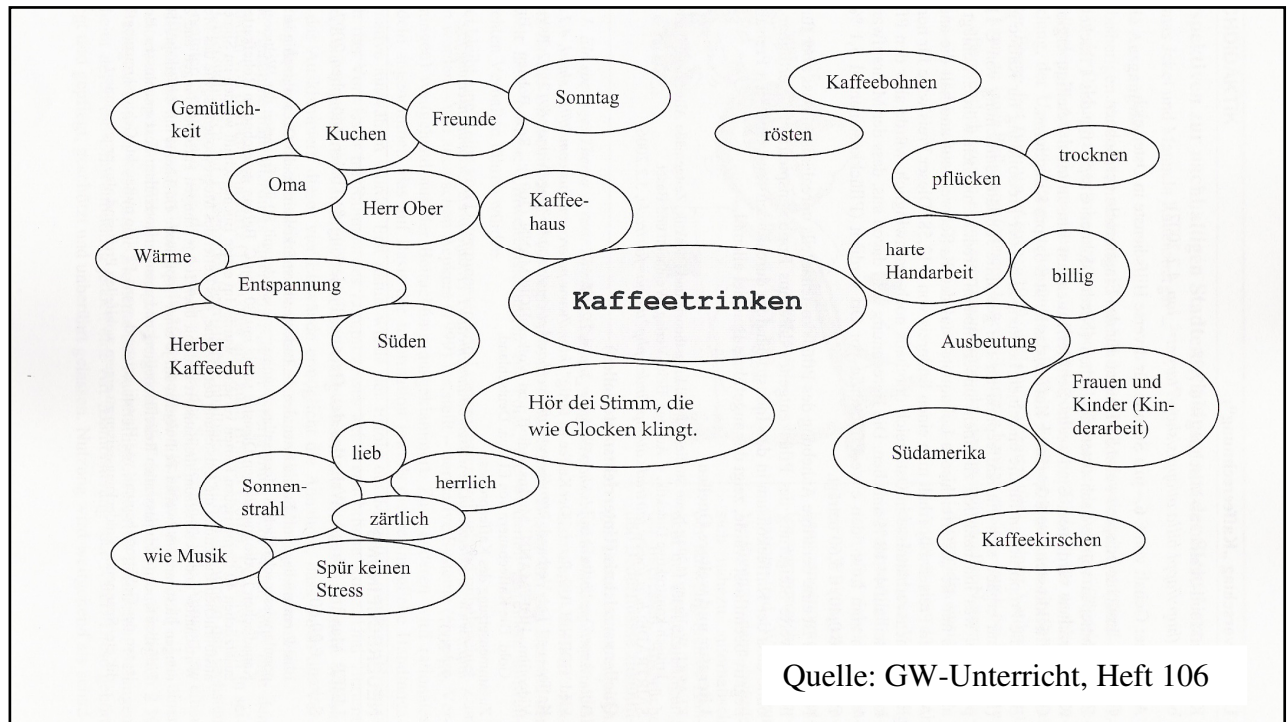 Kaffeebohnen
Sonntag
Gemütlich-
keit
Kuchen
Freunde
rösten
trocknen
pflücken
Oma
Herr Ober
Kaffee-
haus
Wärme
Entspannung
harte
Handarbeit
billig
Kaffeetrinken
Herber
Kaffeeduft
Süden
Ausbeutung
Hör dei Stimm, die
wie Glocken klingt.
Frauen und
Kinder (Kin-
derarbeit)
lieb
Südamerika
Sonnen-
strahl
herrlich
zärtlich
wie Musik
Spür keinen
Stress
Kaffeekirschen
Quelle: GW-Unterricht, Heft 106